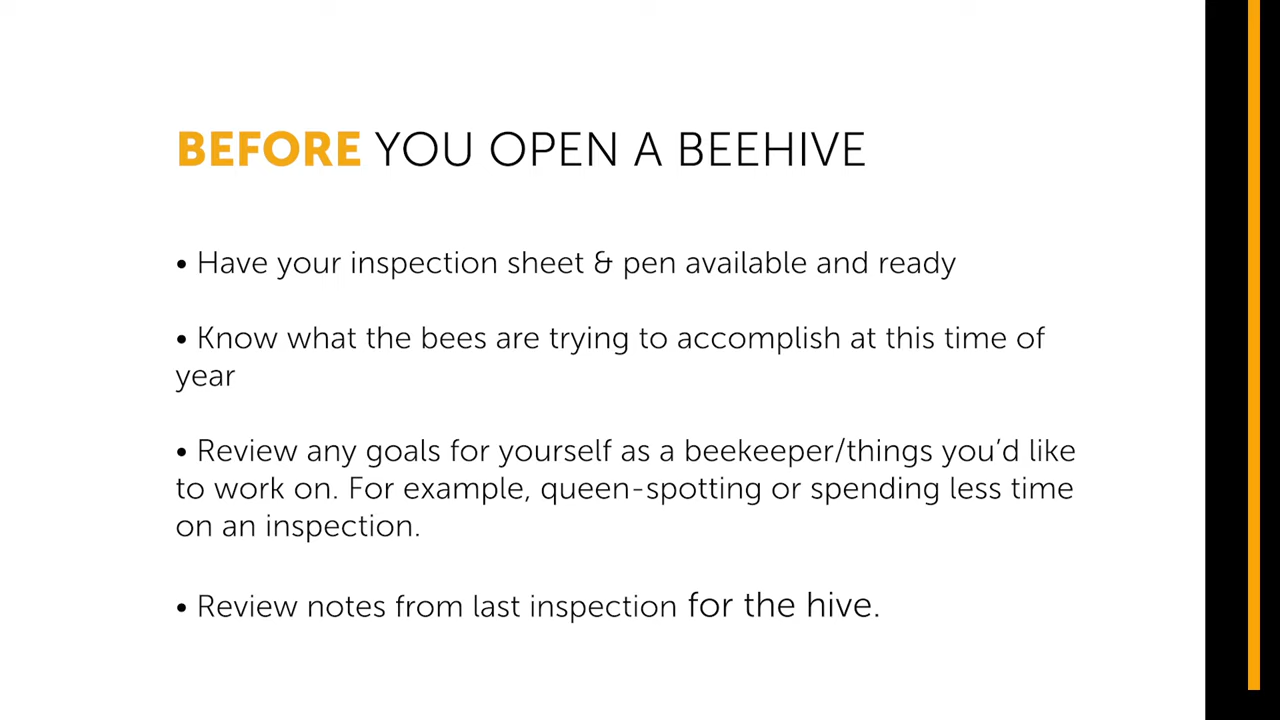 BEFORE YOU OPEN A BEEHIVE
• Have your inspection sheet & pen available and ready
• Know what the bees are trying to accomplish at this time of
year
• Review any goals for yourself as a beekeeper/things you’d like
to work on. For example, queen-spotting or spending less time
on an inspection.
• Review notes from last inspection for the hive.